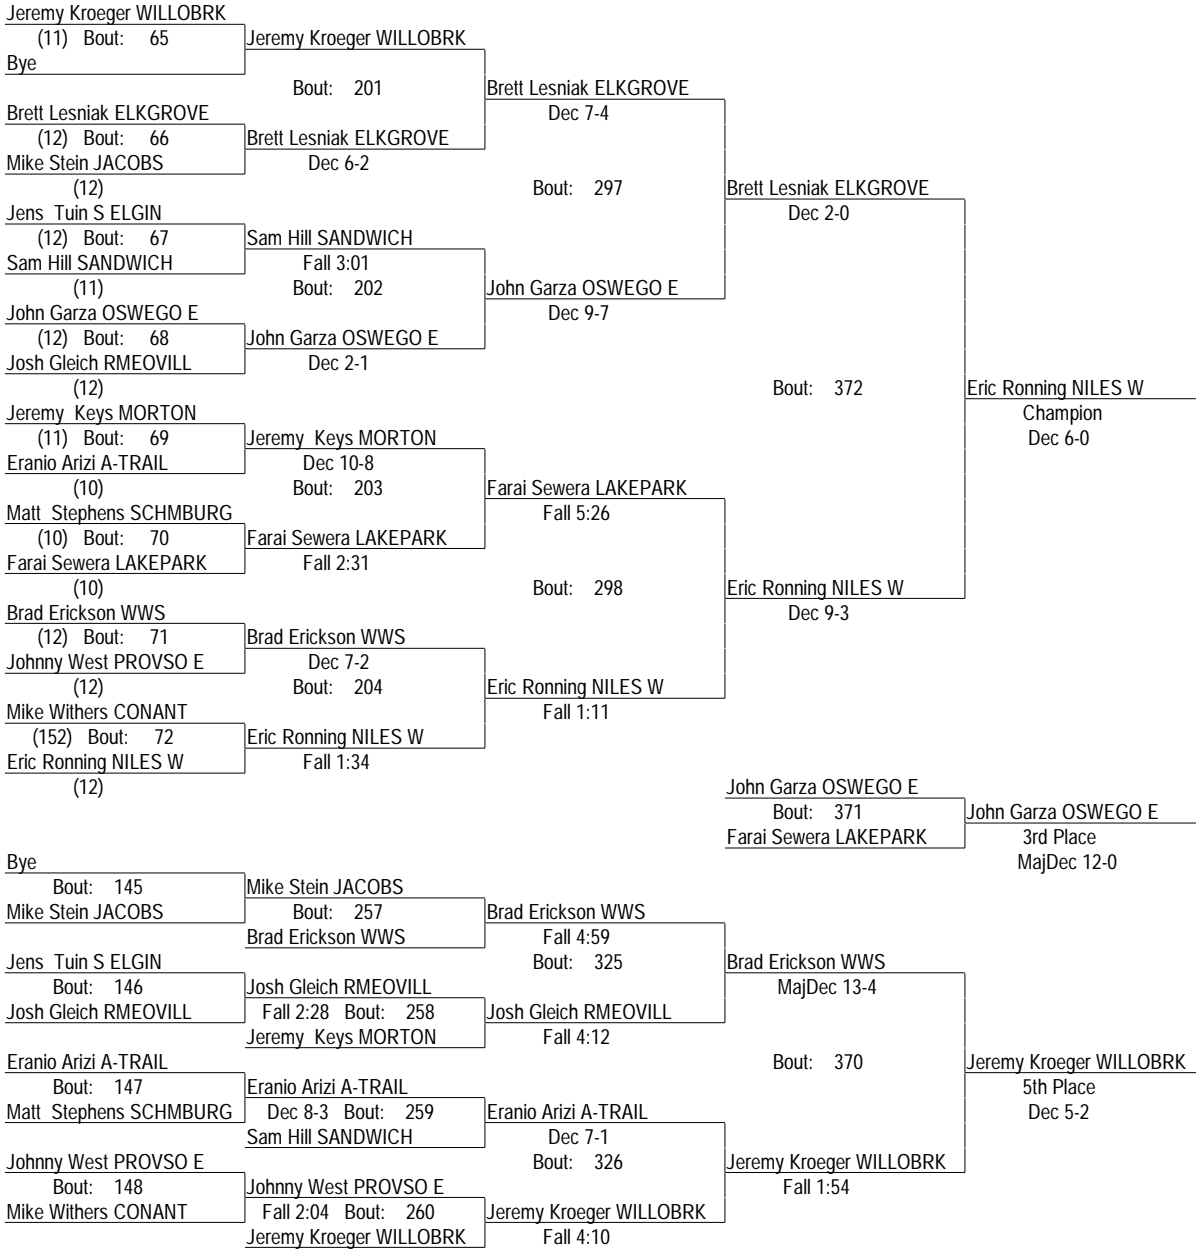 Jeremy Kroeger WILLOBRK
(11) Bout: 65
Jeremy Kroeger WILLOBRK
Bye
Bout: 201
Brett Lesniak ELKGROVE
Brett Lesniak ELKGROVE
Dec 7-4
(12) Bout: 66
Brett Lesniak ELKGROVE
Mike Stein JACOBS
Dec 6-2
(12)
Bout: 297
Brett Lesniak ELKGROVE
Jens Tuin S ELGIN
Dec 2-0
(12) Bout: 67
Sam Hill SANDWICH
Sam Hill SANDWICH
Fall 3:01
(11)
Bout: 202
John Garza OSWEGO E
John Garza OSWEGO E
Dec 9-7
(12) Bout: 68
John Garza OSWEGO E
Josh Gleich RMEOVILL
Dec 2-1
(12)
Bout: 372
Eric Ronning NILES W
Jeremy Keys MORTON
Champion
(11) Bout: 69
Jeremy Keys MORTON
Dec 6-0
Eranio Arizi A-TRAIL
Dec 10-8
(10)
Bout: 203
Farai Sewera LAKEPARK
Matt Stephens SCHMBURG
Fall 5:26
(10) Bout: 70
Farai Sewera LAKEPARK
Farai Sewera LAKEPARK
Fall 2:31
(10)
Bout: 298
Eric Ronning NILES W
Brad Erickson WWS
Dec 9-3
(12) Bout: 71
Brad Erickson WWS
Johnny West PROVSO E
Dec 7-2
(12)
Bout: 204
Eric Ronning NILES W
Mike Withers CONANT
Fall 1:11
(152) Bout: 72
Eric Ronning NILES W
Eric Ronning NILES W
Fall 1:34
(12)
John Garza OSWEGO E
Bout: 371
John Garza OSWEGO E
Farai Sewera LAKEPARK
3rd Place
MajDec 12-0
Bye
Bout: 145
Mike Stein JACOBS
Mike Stein JACOBS
Bout: 257
Brad Erickson WWS
Brad Erickson WWS
Fall 4:59
Jens Tuin S ELGIN
Bout: 325
Brad Erickson WWS
Bout: 146
Josh Gleich RMEOVILL
MajDec 13-4
Josh Gleich RMEOVILL
Fall 2:28 Bout: 258
Josh Gleich RMEOVILL
Jeremy Keys MORTON
Fall 4:12
Eranio Arizi A-TRAIL
Bout: 370
Jeremy Kroeger WILLOBRK
Bout: 147
Eranio Arizi A-TRAIL
5th Place
Matt Stephens SCHMBURG
Dec 8-3 Bout: 259
Eranio Arizi A-TRAIL
Dec 5-2
Sam Hill SANDWICH
Dec 7-1
Johnny West PROVSO E
Bout: 326
Jeremy Kroeger WILLOBRK
Bout: 148
Johnny West PROVSO E
Fall 1:54
Mike Withers CONANT
Fall 2:04 Bout: 260
Jeremy Kroeger WILLOBRK
Jeremy Kroeger WILLOBRK
Fall 4:10